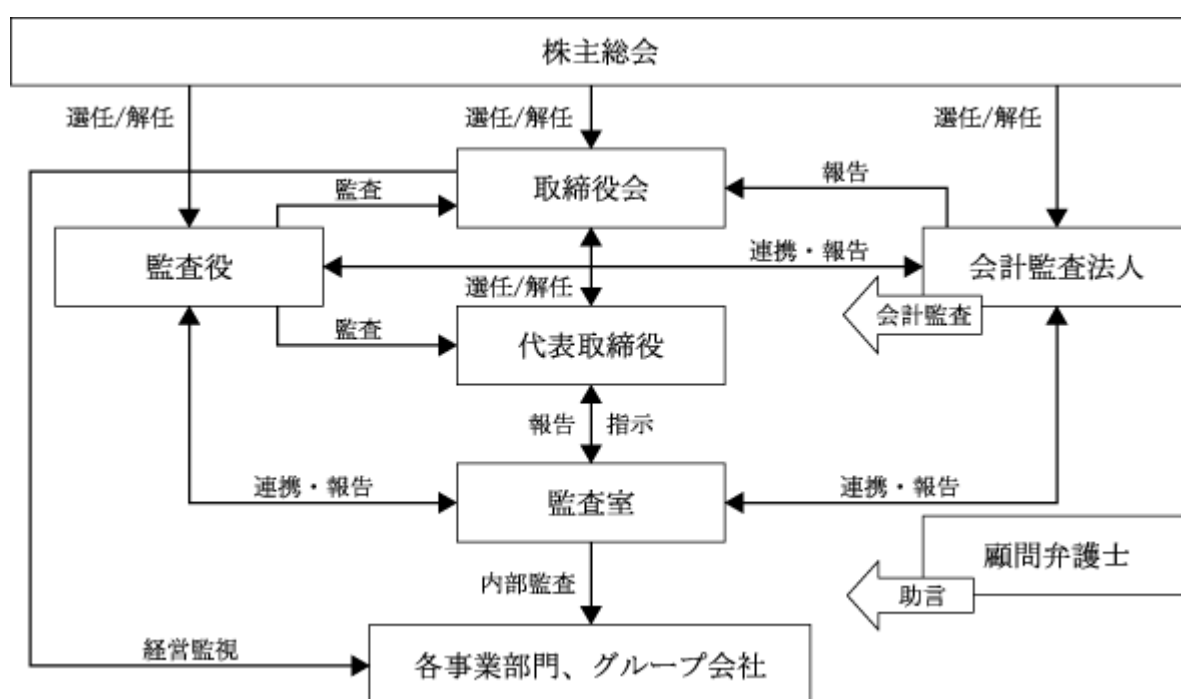 株主総会
選任/解任
選任/解任
選任/解任
取締役会
報告
監査
監査役
連携・報告
会計監査法人
選任/解任
会計監査
監査
代表取締役
報告
指示
連携・報告
監査室
連携・報告
顧問弁護士
内部監査
助言
経営監視
各事業部門、グループ会社